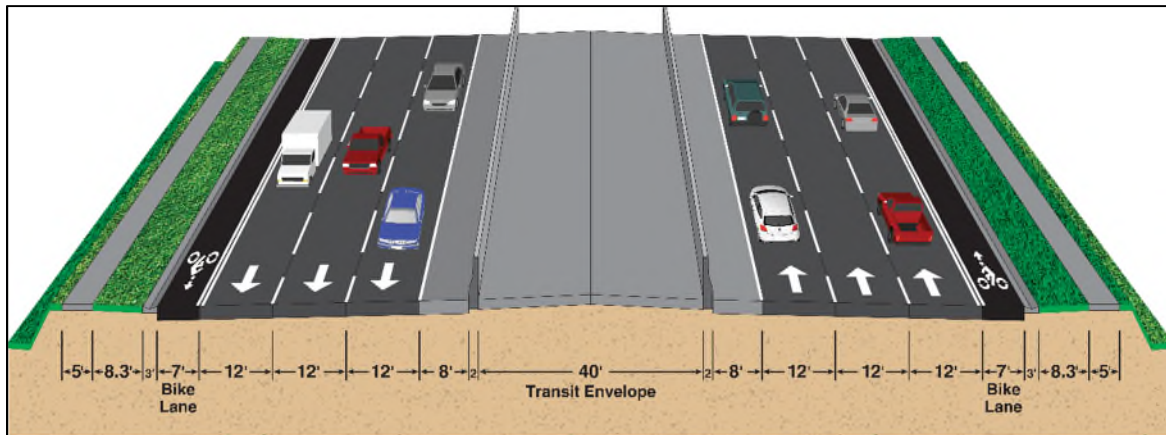 5' 8.3' 3' 7' 12' 12' 12' 8' 2' 40' 2' 8' 12' 12' 12' 7' 3' 8.3' 5'
Bike
Lane
Transit Envelope
Bike
Lane